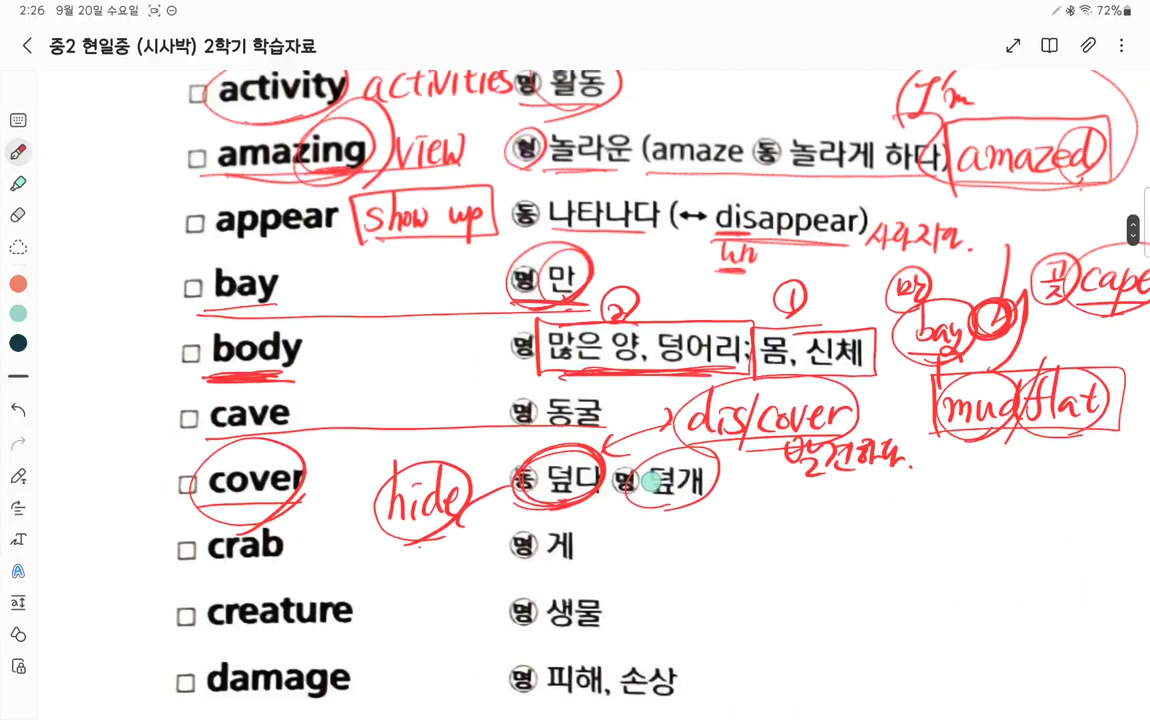 2:26 9월 20일 수요일 72%
중2 현일중 (시사박) 2학기 학습자료
activity activities 명 활동 (I'm
amazing view 형 놀라운 (amaze 동 놀라게 하다) amazed
appear show up 동 나타나다 (↔ disappear) 사라지다.
un
bay 명 만 만 곶 cape
② ① bay
body 명 많은 양, 덩어리; 몸, 신체
cave 명 동굴 dis/cover mud/flat
발견하다.
cover hide 동 덮다 명 덮개
crab 명 게
creature 명 생물
damage 명 피해, 손상